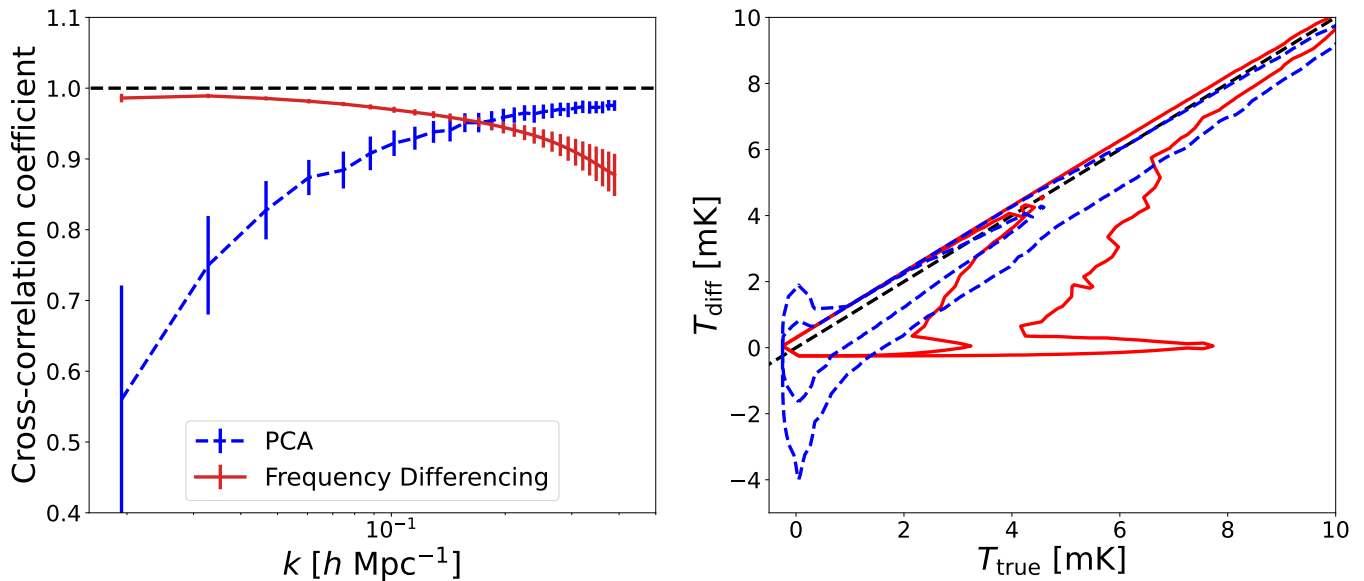 Cross-correlation coefficient
1.1
1.0
0.9
0.8
0.7
0.6
0.5
0.4
PCA
Frequency Differencing
10⁻¹
k [h Mpc⁻¹]
T_diff [mK]
10
8
6
4
2
0
−2
−4
0 2 4 6 8 10
T_true [mK]